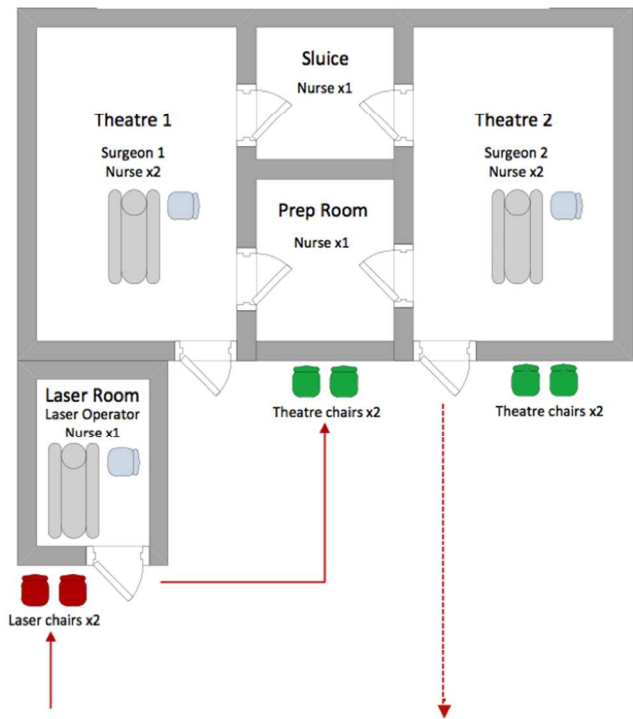 Sluice
Nurse x1
Theatre 1
Surgeon 1
Nurse x2
Theatre 2
Surgeon 2
Nurse x2
Prep Room
Nurse x1
Laser Room
Laser Operator
Nurse x1
Theatre chairs x2
Theatre chairs x2
Laser chairs x2